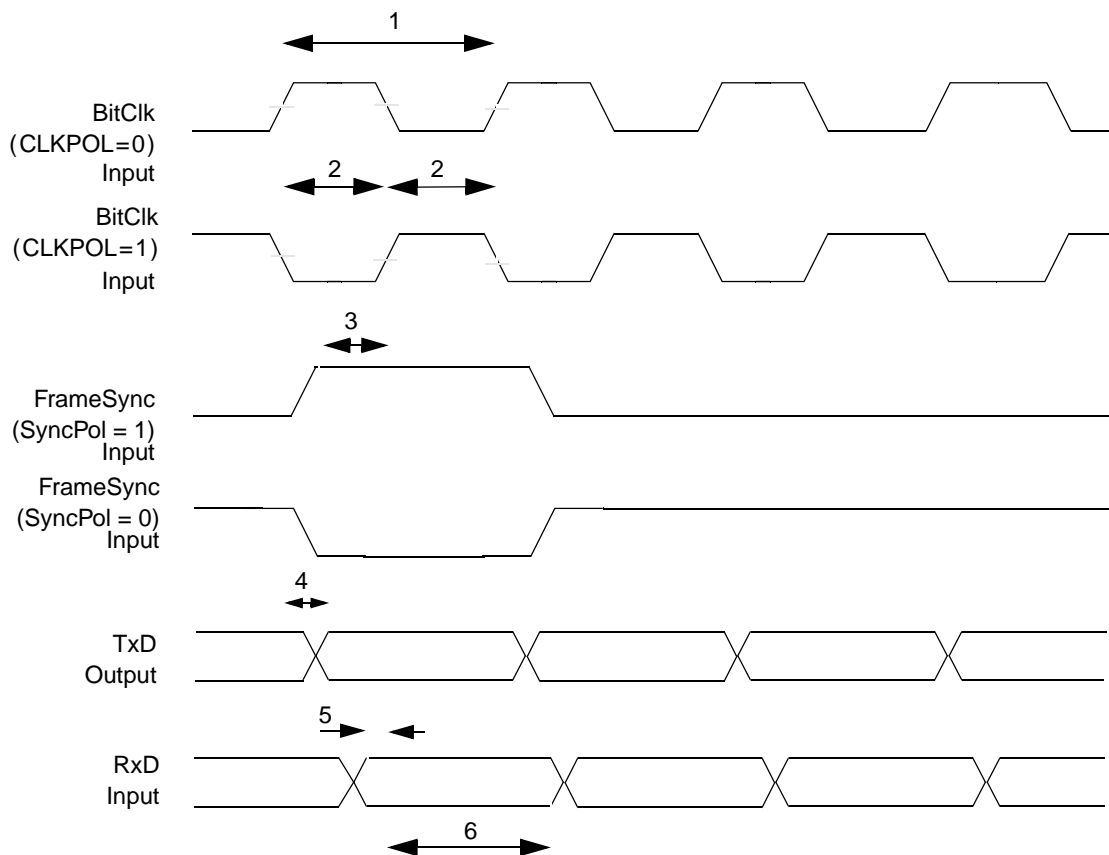 1
BitClk
(CLKPOL=0)
Input
2
2
BitClk
(CLKPOL=1)
Input
3
FrameSync
(SyncPol = 1)
Input
FrameSync
(SyncPol = 0)
Input
4
TxD
Output
5
RxD
Input
6